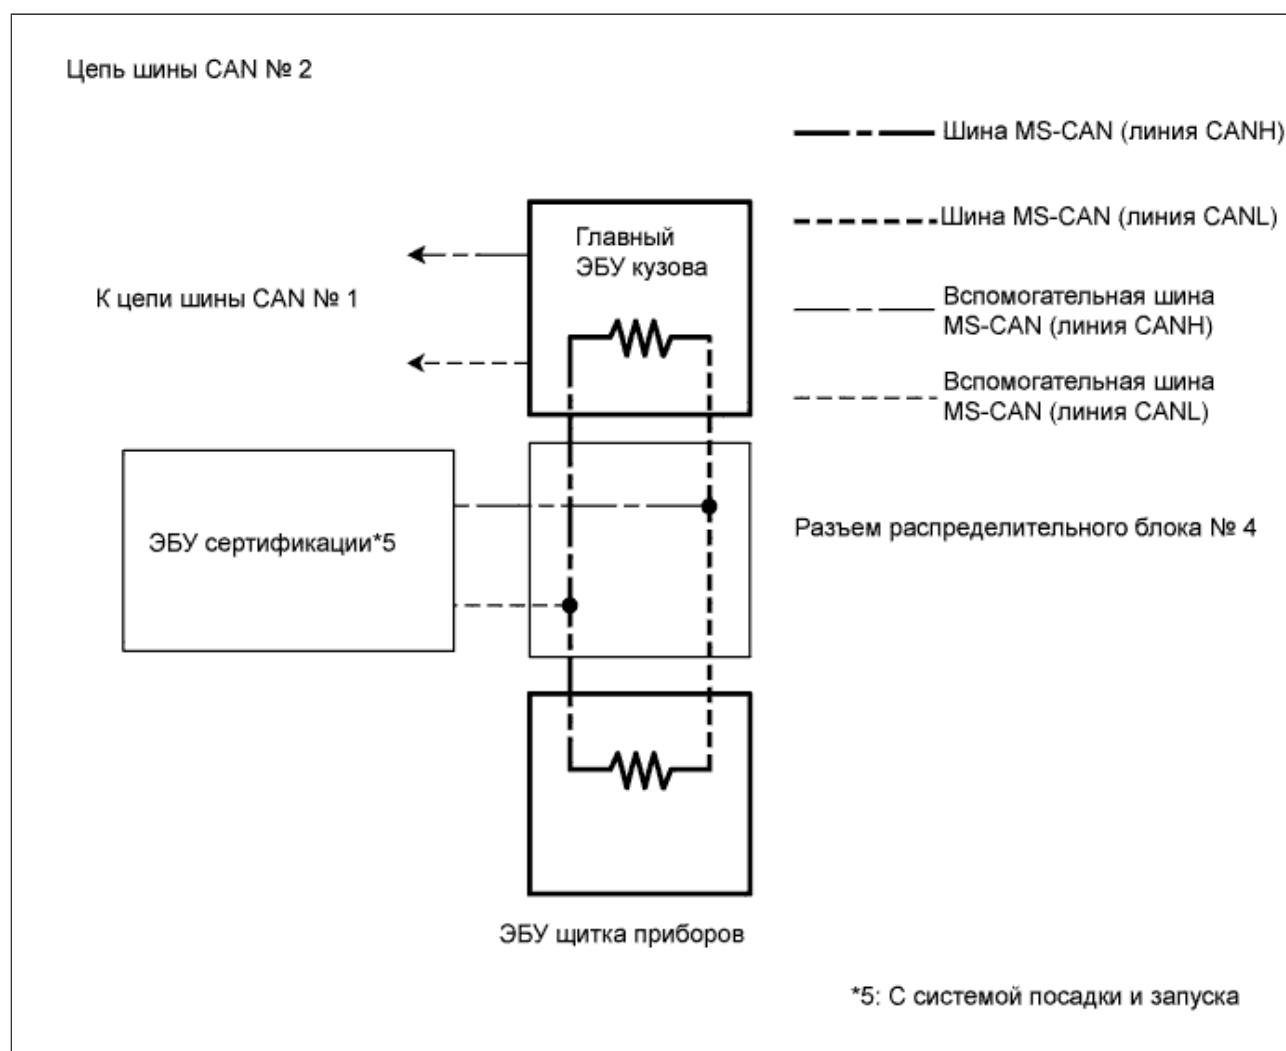 Цепь шины CAN № 2
Шина MS-CAN (линия CANH)
Шина MS-CAN (линия CANL)
Главный
ЭБУ кузова
К цепи шины CAN № 1
Вспомогательная шина
MS-CAN (линия CANH)
Вспомогательная шина
MS-CAN (линия CANL)
ЭБУ сертификации*5
Разъем распределительного блока № 4
ЭБУ щитка приборов
*5: С системой посадки и запуска